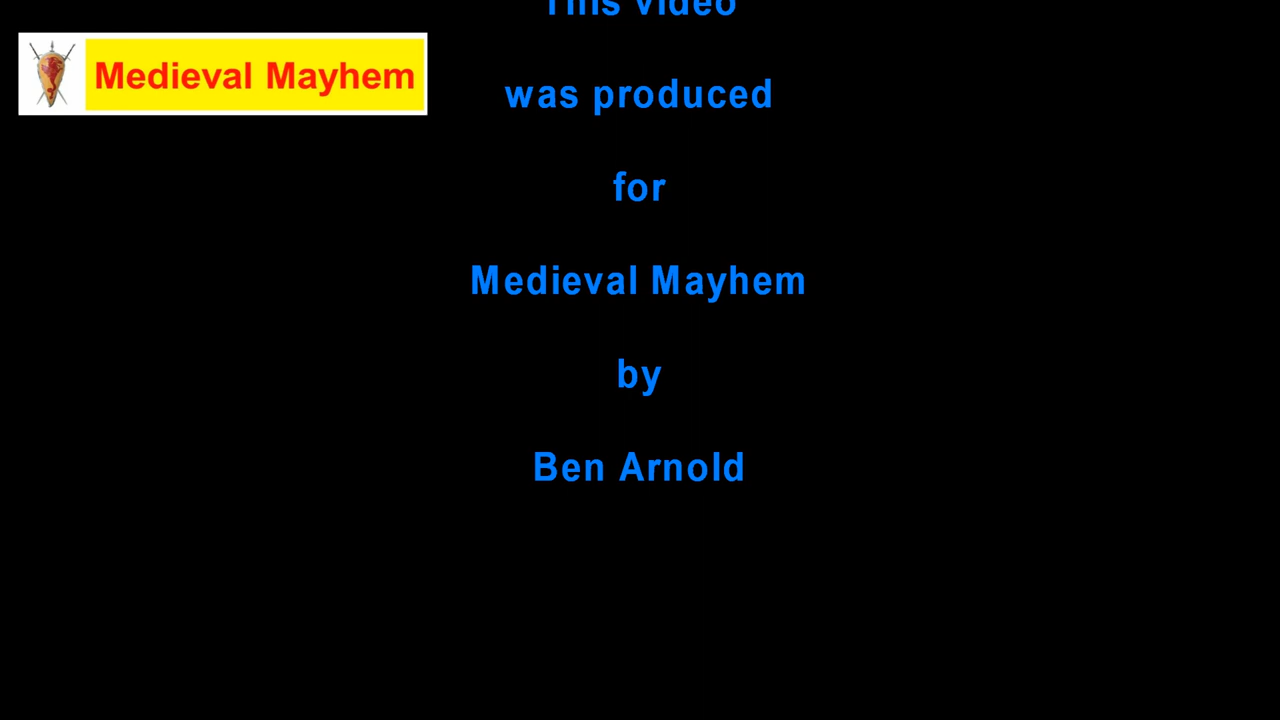 This video
Medieval Mayhem
was produced
for
Medieval Mayhem
by
Ben Arnold